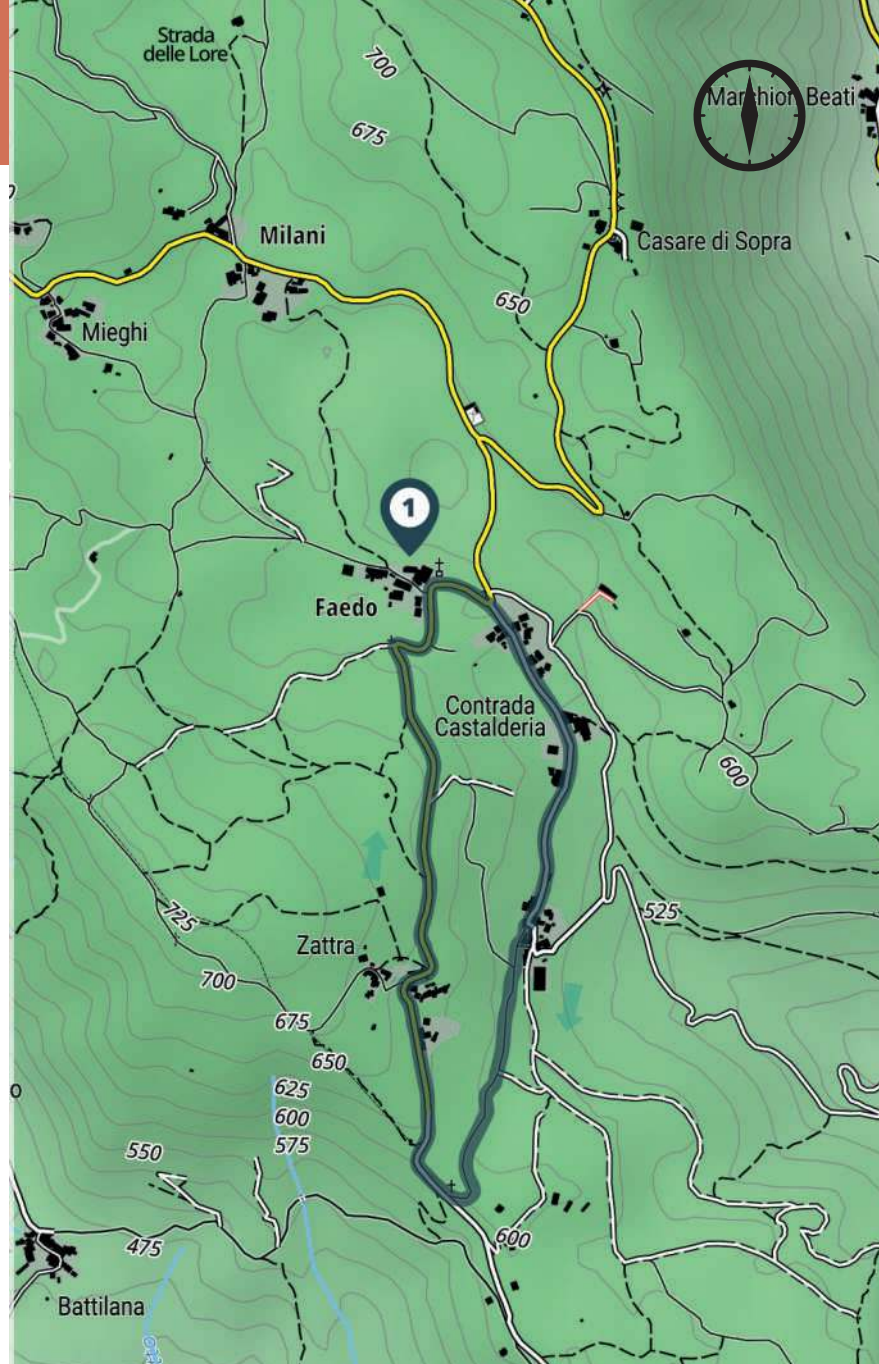 Strada
delle Lore
700
675
Marchiori Beati
Milani
Casare di Sopra
650
Mieghi
1
Faedo
Contrada
Castalderia
600
725
525
Zattra
700
675
650
625
o
600
575
550
475
600
Battilana